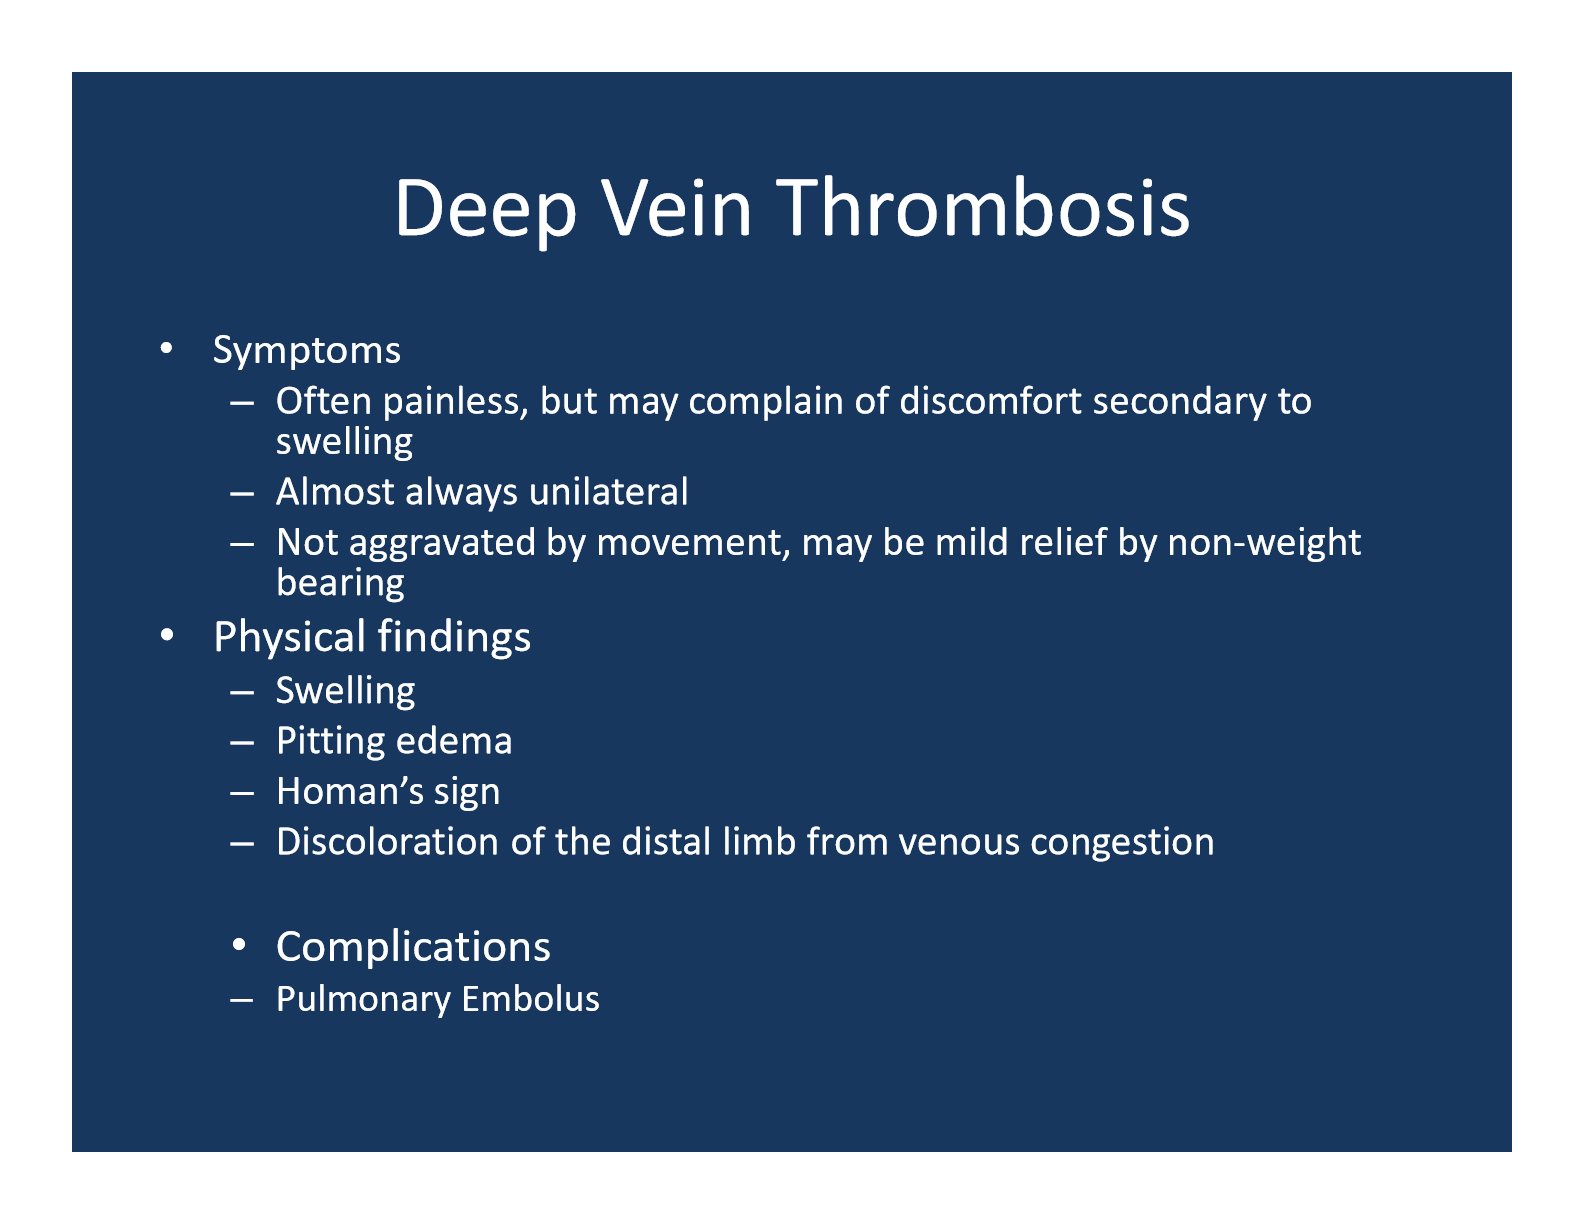 Deep Vein Thrombosis
• Symptoms
– Often painless, but may complain of discomfort secondary to
swelling
– Almost always unilateral
– Not aggravated by movement, may be mild relief by non-weight
bearing
• Physical findings
– Swelling
– Pitting edema
– Homan’s sign
– Discoloration of the distal limb from venous congestion
• Complications
– Pulmonary Embolus